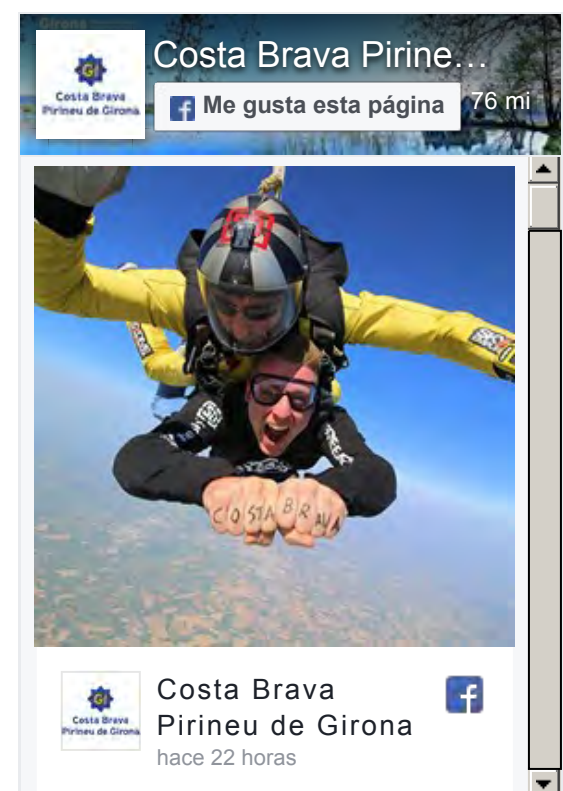 Girona
Costa Brava Pirine…
Costa Brava
Pirineu de Girona
Me gusta esta página
76 mi
COSTA BRAVA
Costa Brava
Pirineu de Girona
Costa Brava
Pirineu de Girona
hace 22 horas